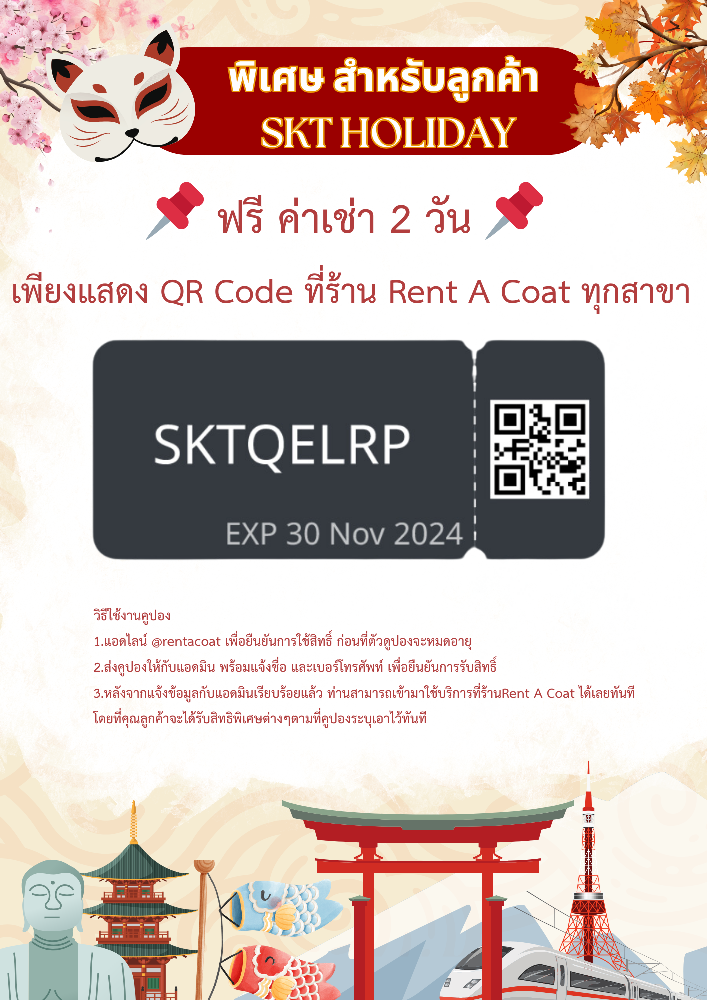 พิเศษ สำหรับลูกค้า
SKT HOLIDAY
ฟรี ค่าเช่า 2 วัน
เพียงแสดง QR Code ที่ร้าน Rent A Coat ทุกสาขา
SKTQELRP
EXP 30 Nov 2024
วิธีใช้งานคูปอง
1.แอดไลน์ @rentacoat เพื่อยืนยันการใช้สิทธิ์ ก่อนที่ตัวดูปองจะหมดอายุ
2.ส่งคูปองให้กับแอดมิน พร้อมแจ้งชื่อ และเบอร์โทรศัพท์ เพื่อยืนยันการรับสิทธิ์
3.หลังจากแจ้งข้อมูลกับแอดมินเรียบร้อยแล้ว ท่านสามารถเข้ามาใช้บริการที่ร้านRent A Coat ได้เลยทันที
โดยที่คุณลูกค้าจะได้รับสิทธิพิเศษต่างๆตามที่คูปองระบุเอาไว้ทันที